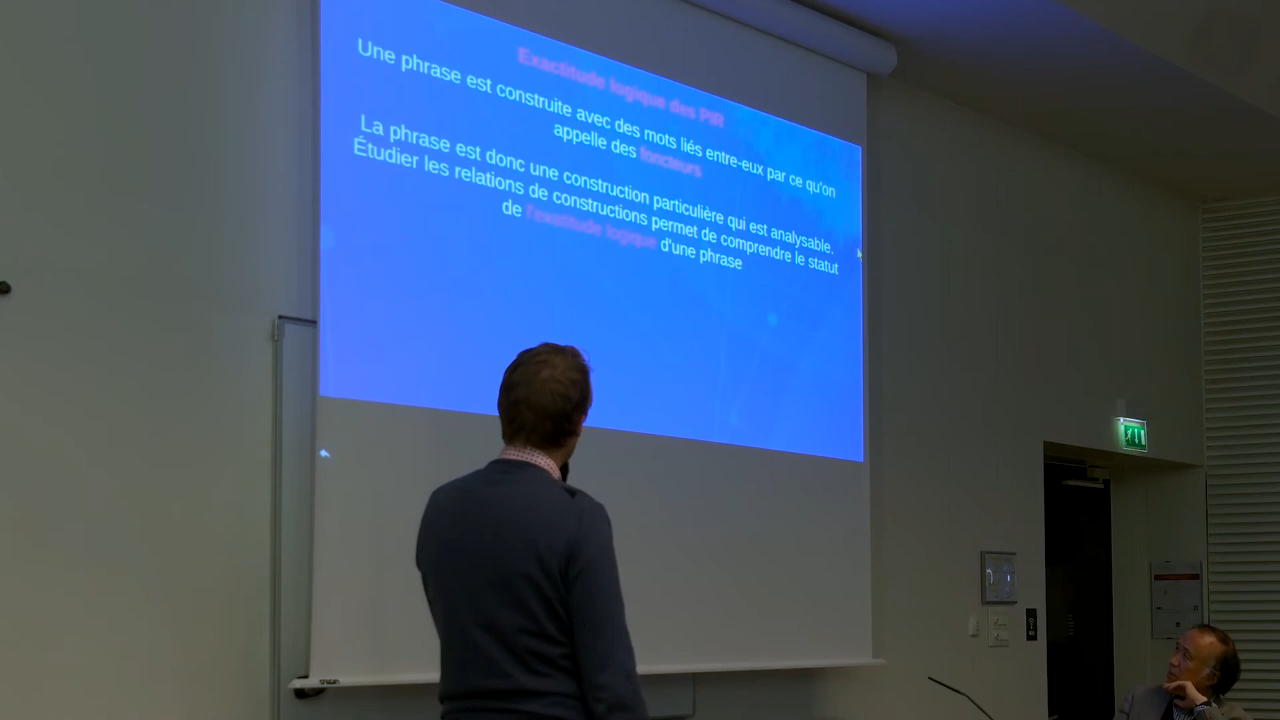 Exactitude logique des PIR
Une phrase est construite avec des mots liés entre-eux par ce qu'on
appelle des foncteurs
La phrase est donc une construction particulière qui est analysable.
Étudier les relations de constructions permet de comprendre le statut
de l'exatitude logique d'une phrase